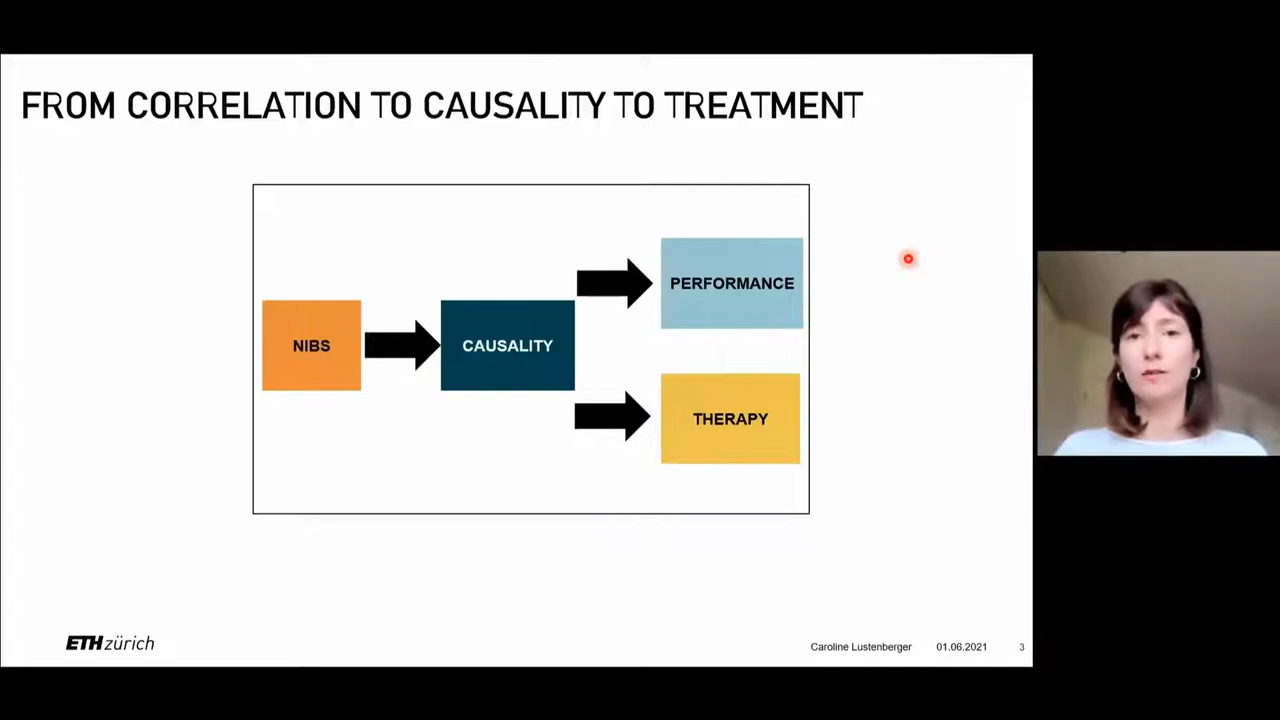 FROM CORRELATION TO CAUSALITY TO TREATMENT
NIBS
CAUSALITY
PERFORMANCE
THERAPY
ETH zürich
Caroline Lustenberger 01.06.2021 3